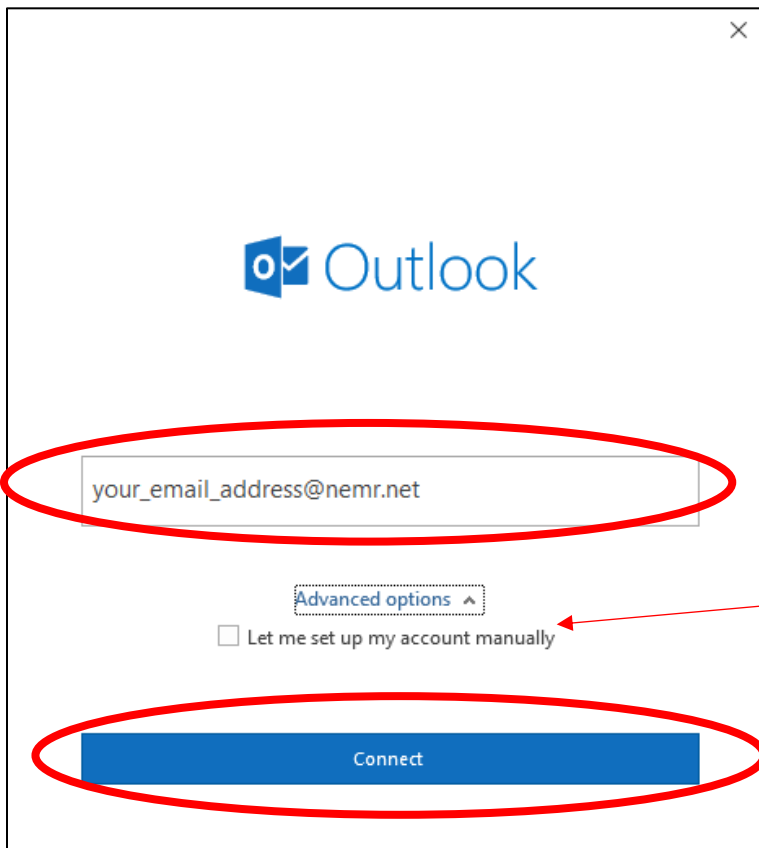 Outlook
your_email_address@nemr.net
Advanced options
Let me set up my account manually
Connect